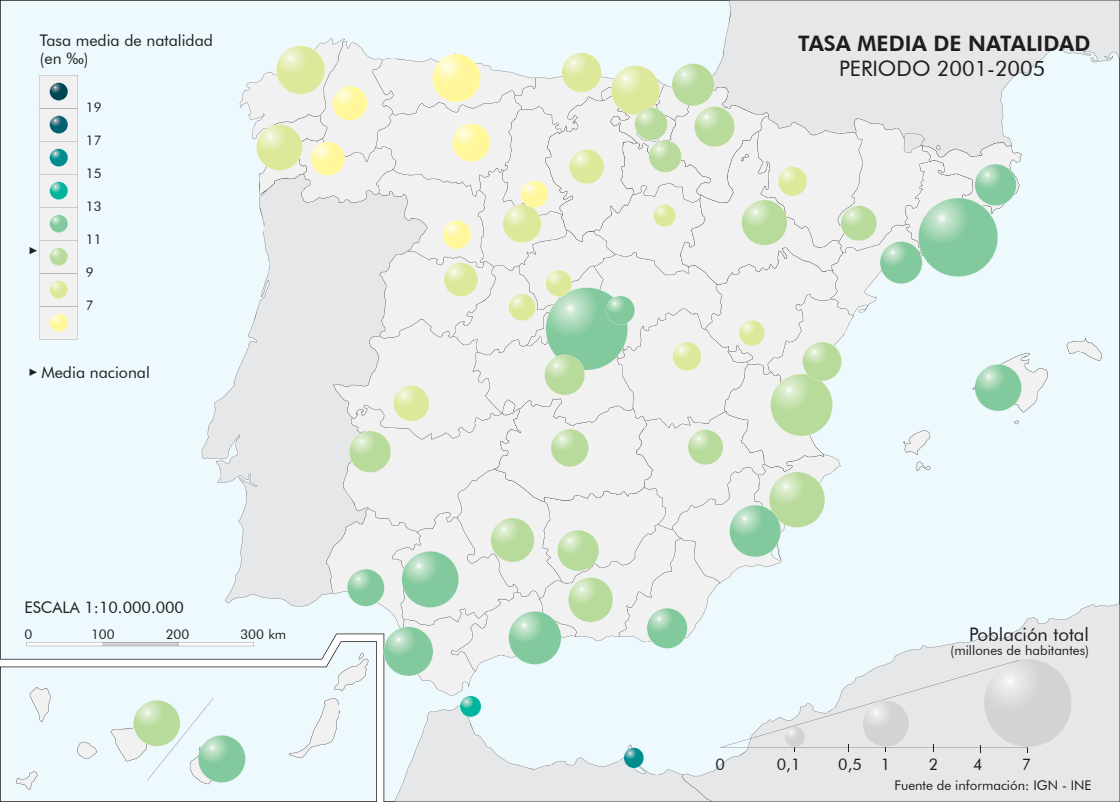 TASA MEDIA DE NATALIDAD
PERIODO 2001-2005
Tasa media de natalidad
(en ‰)
19
17
15
13
11
9
7
Media nacional
ESCALA 1:10.000.000
0 100 200 300 km
Población total
(millones de habitantes)
0 0,1 0,5 1 2 4 7
Fuente de información: IGN - INE